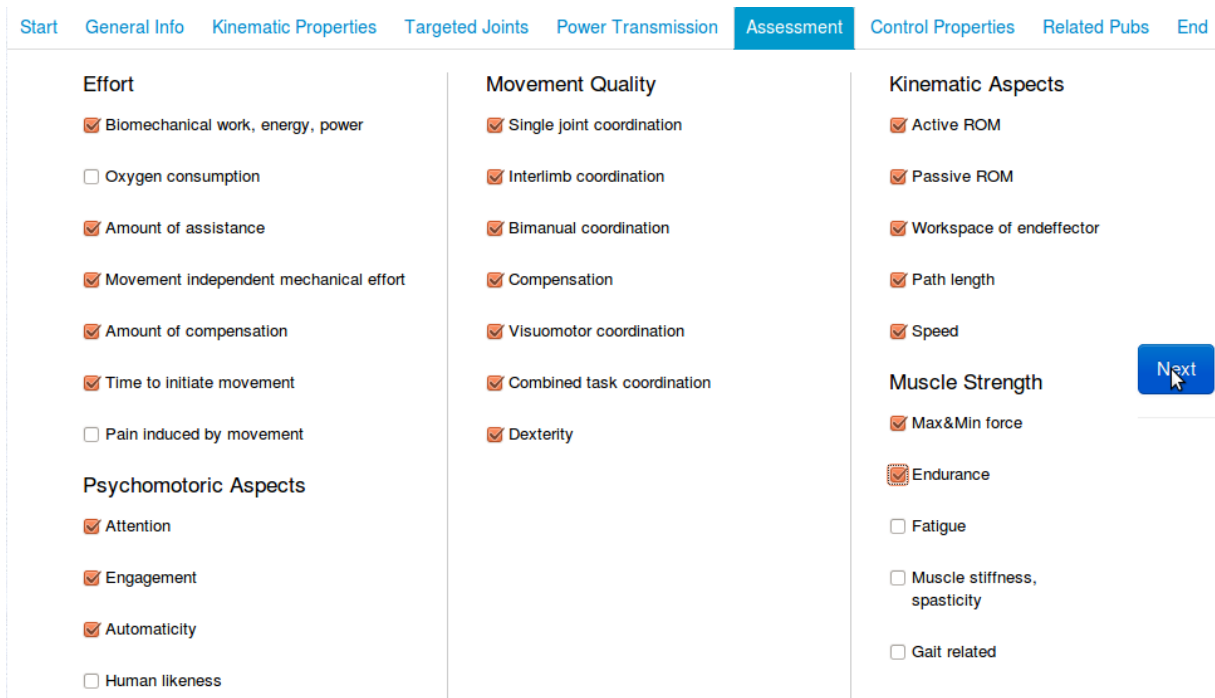 Start General Info Kinematic Properties Targeted Joints Power Transmission Assessment Control Properties Related Pubs End
Effort
Biomechanical work, energy, power
Oxygen consumption
Amount of assistance
Movement independent mechanical effort
Amount of compensation
Time to initiate movement
Pain induced by movement
Psychomotoric Aspects
Attention
Engagement
Automaticity
Human likeness
Movement Quality
Single joint coordination
Interlimb coordination
Bimanual coordination
Compensation
Visuomotor coordination
Combined task coordination
Dexterity
Kinematic Aspects
Active ROM
Passive ROM
Workspace of endeffector
Path length
Speed
Muscle Strength
Max&Min force
Endurance
Fatigue
Muscle stiffness,
spasticity
Gait related
Next